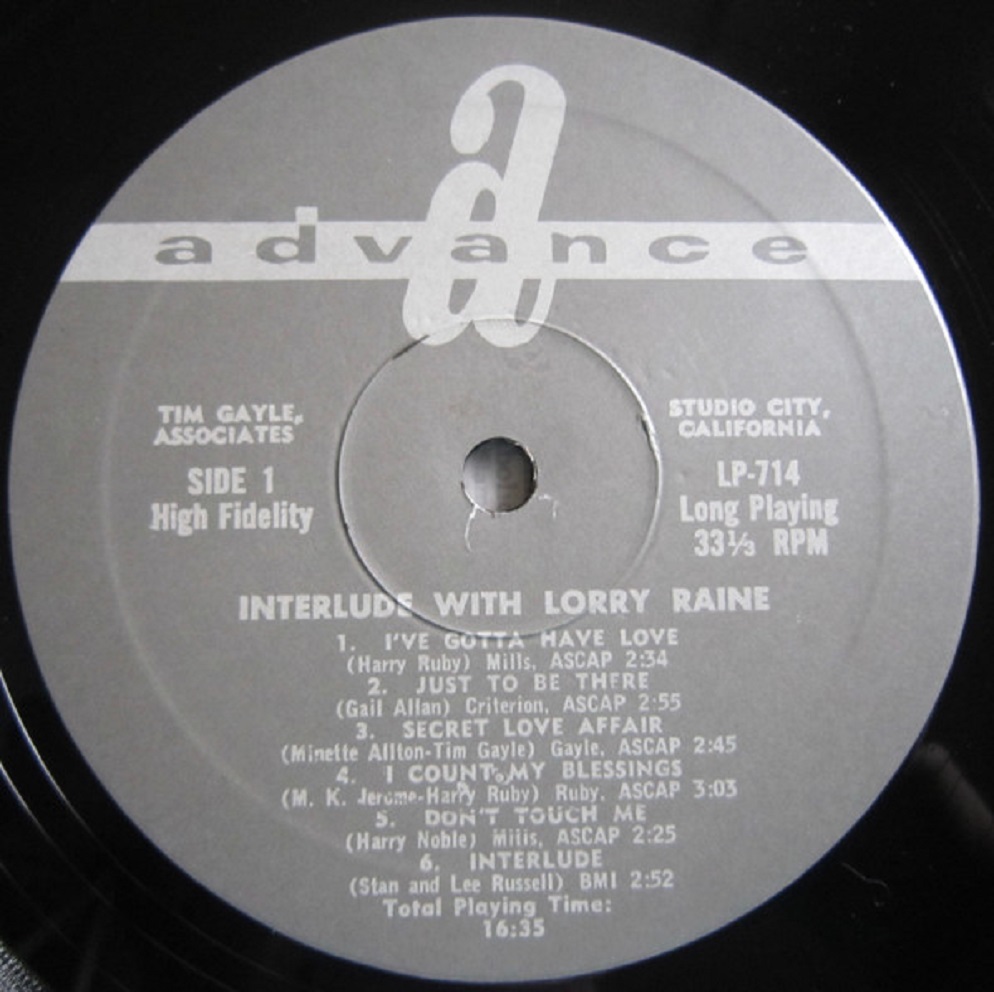 advance
TIM GAYLE,
ASSOCIATES
SIDE 1
High Fidelity
STUDIO CITY,
CALIFORNIA
LP-714
Long Playing
33⅓ RPM
INTERLUDE WITH LORRY RAINE
1. I'VE GOTTA HAVE LOVE
(Harry Ruby) Mills, ASCAP 2:34
2. JUST TO BE THERE
(Gail Allan) Criterion, ASCAP 2:55
3. SECRET LOVE AFFAIR
(Minette Allton-Tim Gayle) Gayle, ASCAP 2:45
4. I COUNT MY BLESSINGS
(M. K. Jerome-Harry Ruby) Ruby, ASCAP 3:03
5. DON'T TOUCH ME
(Harry Noble) Mills, ASCAP 2:25
6. INTERLUDE
(Stan and Lee Russell) BMI 2:52
Total Playing Time:
16:35